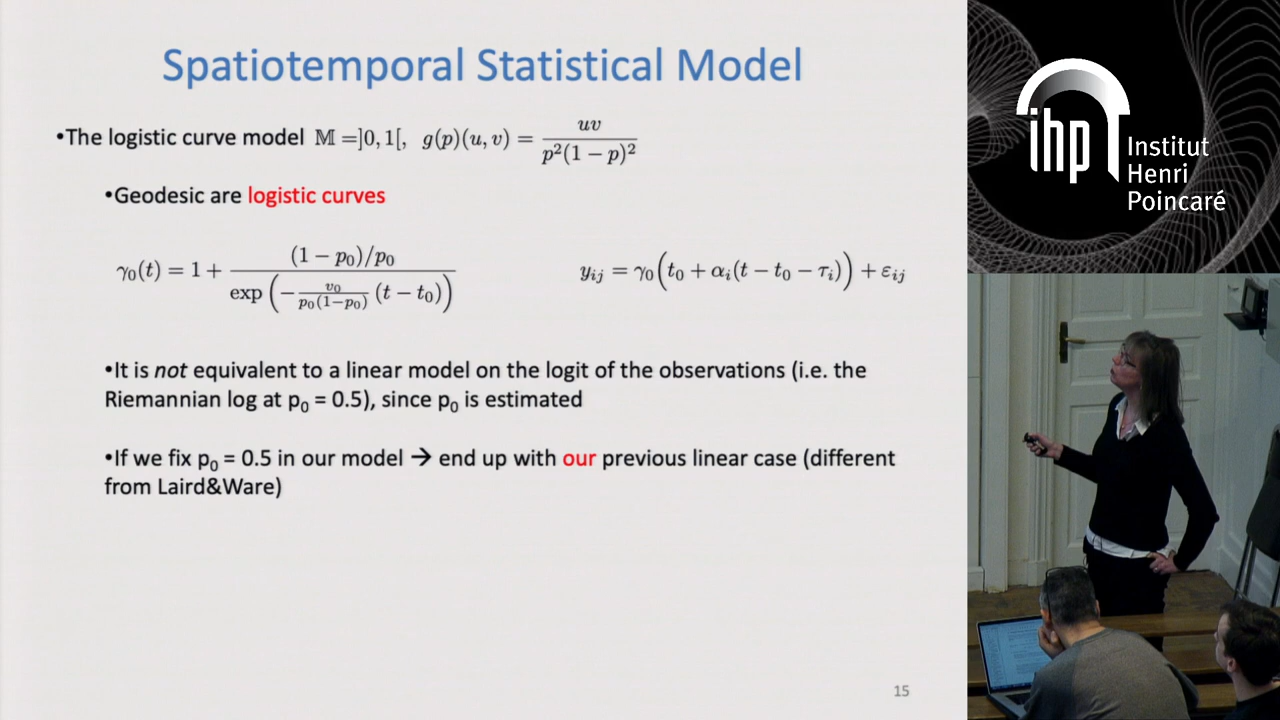 Spatiotemporal Statistical Model
•The logistic curve model 𝕄 =]0, 1[, g(p)(u, v) = uv / p²(1 − p)²
•Geodesic are logistic curves
γ₀(t) = 1 + (1 − p₀)/p₀ / exp(−v₀/p₀(1−p₀) (t − t₀))
yᵢⱼ = γ₀(t₀ + αᵢ(t − t₀ − τᵢ)) + εᵢⱼ
•It is not equivalent to a linear model on the logit of the observations (i.e. the
Riemannian log at p₀ = 0.5), since p₀ is estimated
•If we fix p₀ = 0.5 in our model → end up with our previous linear case (different
from Laird&Ware)
15
ihp
Institut
Henri
Poincaré